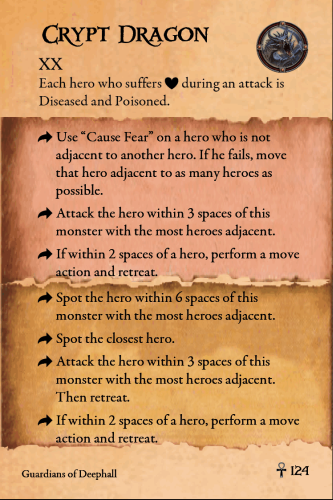 Crypt Dragon
XX
Each hero who suffers ♥ during an attack is
Diseased and Poisoned.
Use “Cause Fear” on a hero who is not
adjacent to another hero. If he fails, move
that hero adjacent to as many heroes as
possible.
Attack the hero within 3 spaces of this
monster with the most heroes adjacent.
If within 2 spaces of a hero, perform a move
action and retreat.
Spot the hero within 6 spaces of this
monster with the most heroes adjacent.
Spot the closest hero.
Attack the hero within 3 spaces of this
monster with the most heroes adjacent.
Then retreat.
If within 2 spaces of a hero, perform a move
action and retreat.
Guardians of Deephall
☥ 124